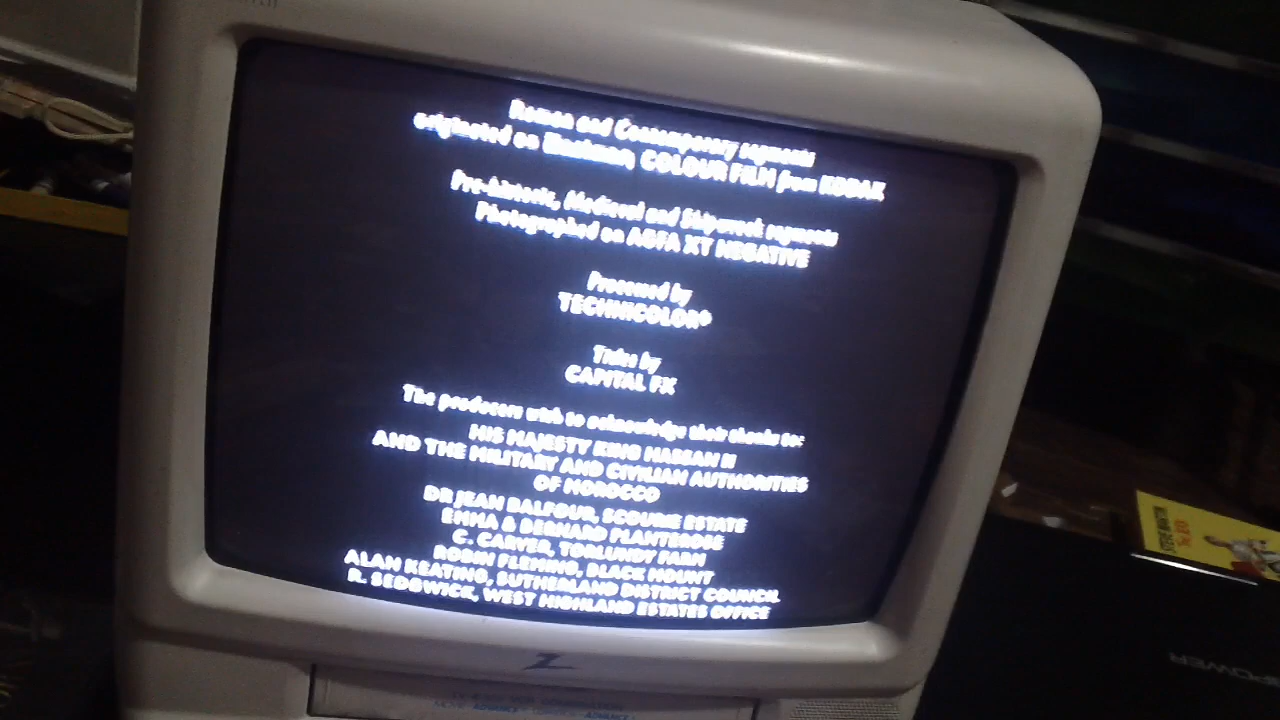 Roman and Contemporary segments
originated on Eastman COLOUR FILM from KODAK
Pre-historic, Medieval and Shipwreck segments
Photographed on AGFA XT NEGATIVE
Processed by
TECHNICOLOR®
Titles by
CAPITAL FX
The producers wish to acknowledge their thanks to:
HIS MAJESTY KING HASSAN II
AND THE MILITARY AND CIVILIAN AUTHORITIES
OF MOROCCO
DR JEAN BALFOUR, SCOURIE ESTATE
EMMA & BERNARD PLANTEROSE
C. CARVER, TORLUNDY FARM
ROBIN FLEMING, BLACK MOUNT
ALAN KEATING, SUTHERLAND DISTRICT COUNCIL
R. SEDGWICK, WEST HIGHLAND ESTATES OFFICE
POWER